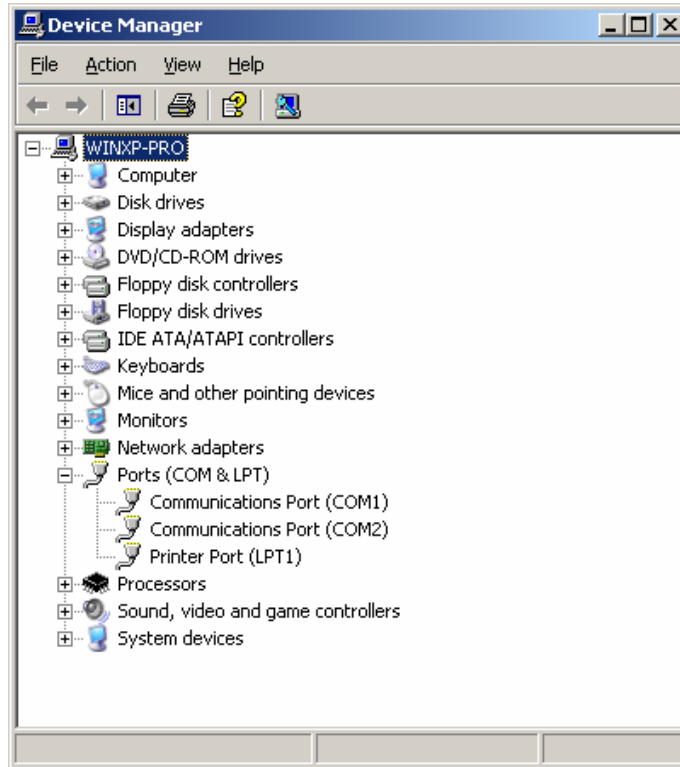 Device Manager
File Action View Help
WINXP-PRO
Computer
Disk drives
Display adapters
DVD/CD-ROM drives
Floppy disk controllers
Floppy disk drives
IDE ATA/ATAPI controllers
Keyboards
Mice and other pointing devices
Monitors
Network adapters
Ports (COM & LPT)
Communications Port (COM1)
Communications Port (COM2)
Printer Port (LPT1)
Processors
Sound, video and game controllers
System devices